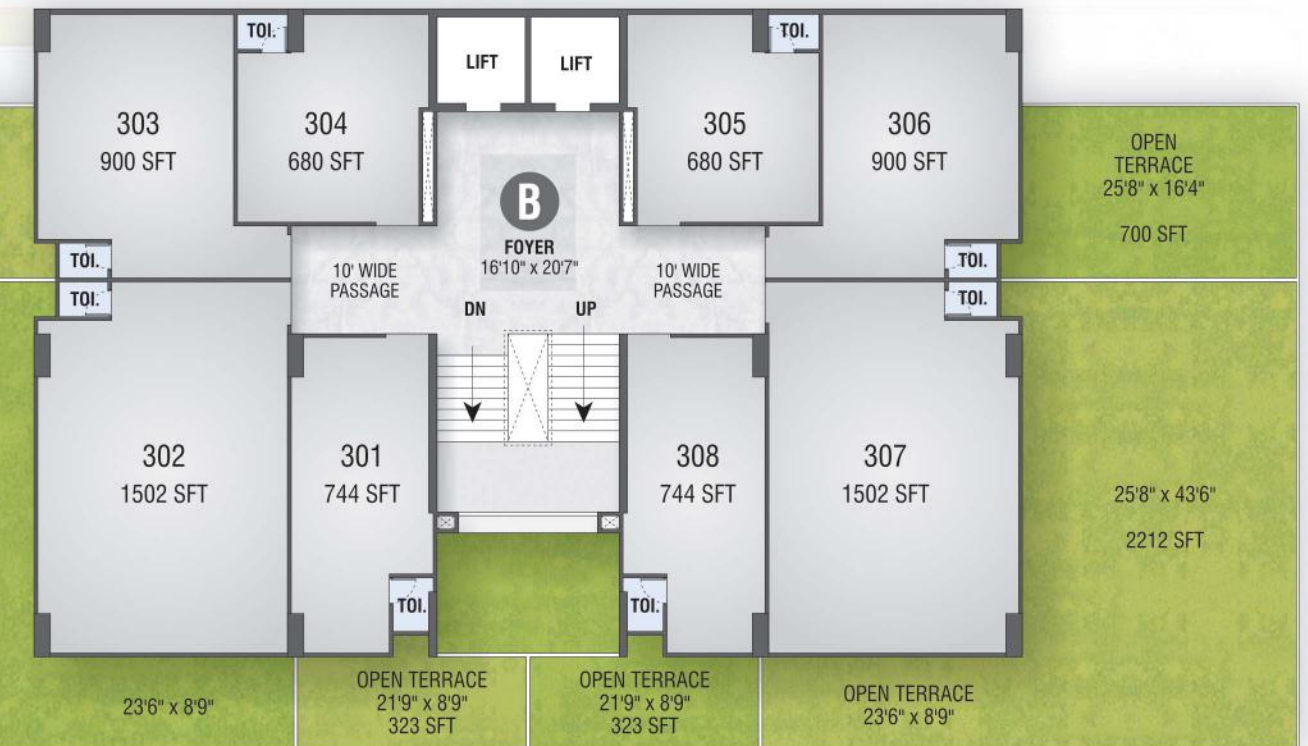 TOI.
LIFT
LIFT
TOI.
303
900 SFT
304
680 SFT
305
680 SFT
306
900 SFT
OPEN
TERRACE
25'8" x 16'4"
700 SFT
B
FOYER
16'10" x 20'7"
10' WIDE
PASSAGE
10' WIDE
PASSAGE
TOI.
TOI.
TOI.
TOI.
DN
UP
302
1502 SFT
301
744 SFT
308
744 SFT
307
1502 SFT
25'8" x 43'6"
2212 SFT
TOI.
TOI.
23'6" x 8'9"
OPEN TERRACE
21'9" x 8'9"
323 SFT
OPEN TERRACE
21'9" x 8'9"
323 SFT
OPEN TERRACE
23'6" x 8'9"